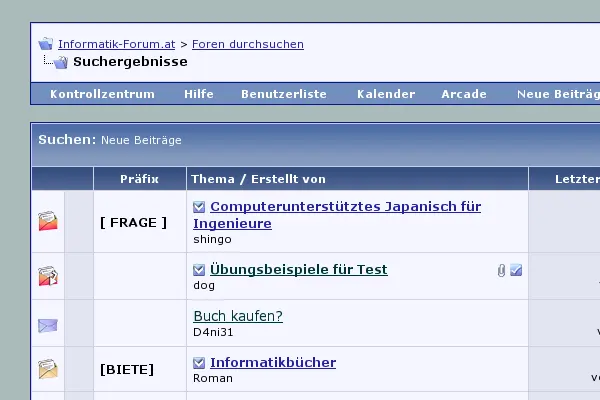 Informatik-Forum.at > Foren durchsuchen
Suchergebnisse
Kontrollzentrum Hilfe Benutzerliste Kalender Arcade Neue Beiträg
Suchen: Neue Beiträge
Präfix Thema / Erstellt von Letzter
[ FRAGE ] Computerunterstütztes Japanisch für
Ingenieure
shingo
Übungsbeispiele für Test
dog
Buch kaufen?
D4ni31
[BIETE] Informatikbücher
Roman